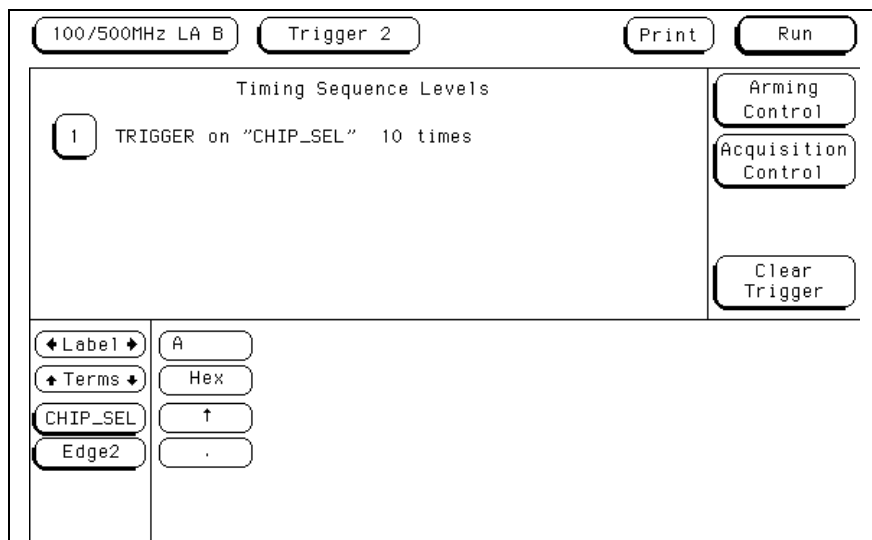 100/500MHz LA B Trigger 2 Print Run
Timing Sequence Levels
1 TRIGGER on "CHIP_SEL" 10 times
Arming
Control
Acquisition
Control
Clear
Trigger
←Label→ A
↑Terms↓ Hex
CHIP_SEL ↑
Edge2 .